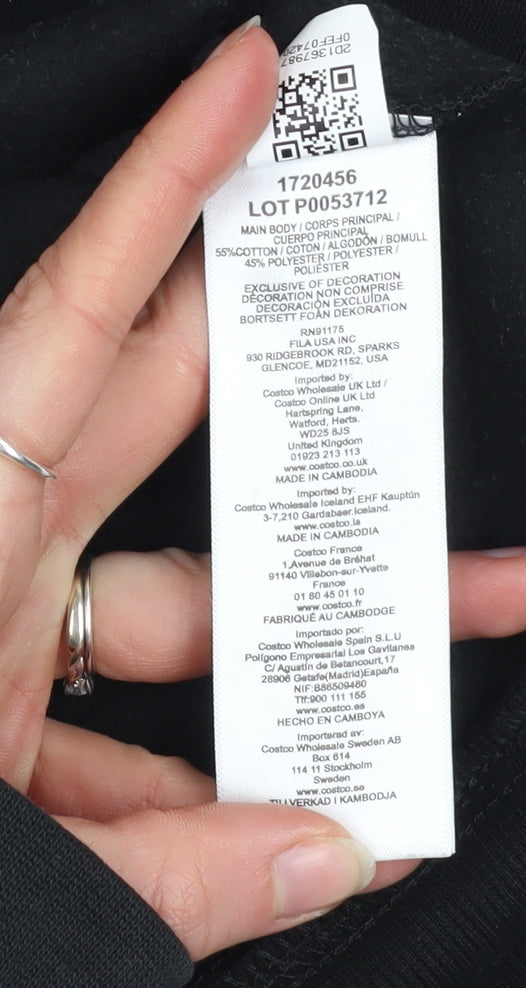 2D1367987
0FEF07420
1720456
LOT P0053712
MAIN BODY / CORPS PRINCIPAL /
CUERPO PRINCIPAL
55%COTTON / COTON / ALGODÓN / BOMULL
45% POLYESTER / POLYESTER /
POLIÉSTER
EXCLUSIVE OF DECORATION
DÉCORATION NON COMPRISE
DECORACIÓN EXCLUÍDA
BORTSETT FOÅN DEKORATION
RN91175
FILA USA INC
930 RIDGEBROOK RD, SPARKS
GLENCOE, MD21152, USA
Imported by:
Costco Wholesale UK Ltd /
Costco Online UK Ltd
Hartspring Lane,
Watford, Herts.
WD25 8JS
United Kingdom
01923 213 113
www.costco.co.uk
MADE IN CAMBODIA
Imported by:
Costco Wholesale Iceland EHF Kauptún
3-7,210 Gardabaer.Iceland.
www.costco.is
MADE IN CAMBODIA
Costco France
1,Avenue de Bréhat
91140 Villebon-sur-Yvette
France
01 80 45 01 10
www.costco.fr
FABRIQUÉ AU CAMBODGE
Importado por:
Costco Wholesale Spain S.L.U
Polígono Empresarial Los Gavilanes
C/ Agustín de Betancourt,17
28906 Getafe(Madrid)España
NIF:B86509460
Tlf:900 111 155
www.costco.es
HECHO EN CAMBOYA
Importerad av:
Costco Wholesale Sweden AB
Box 614
114 11 Stockholm
Sweden
www.costco.se
TILLVERKAD I KAMBODJA